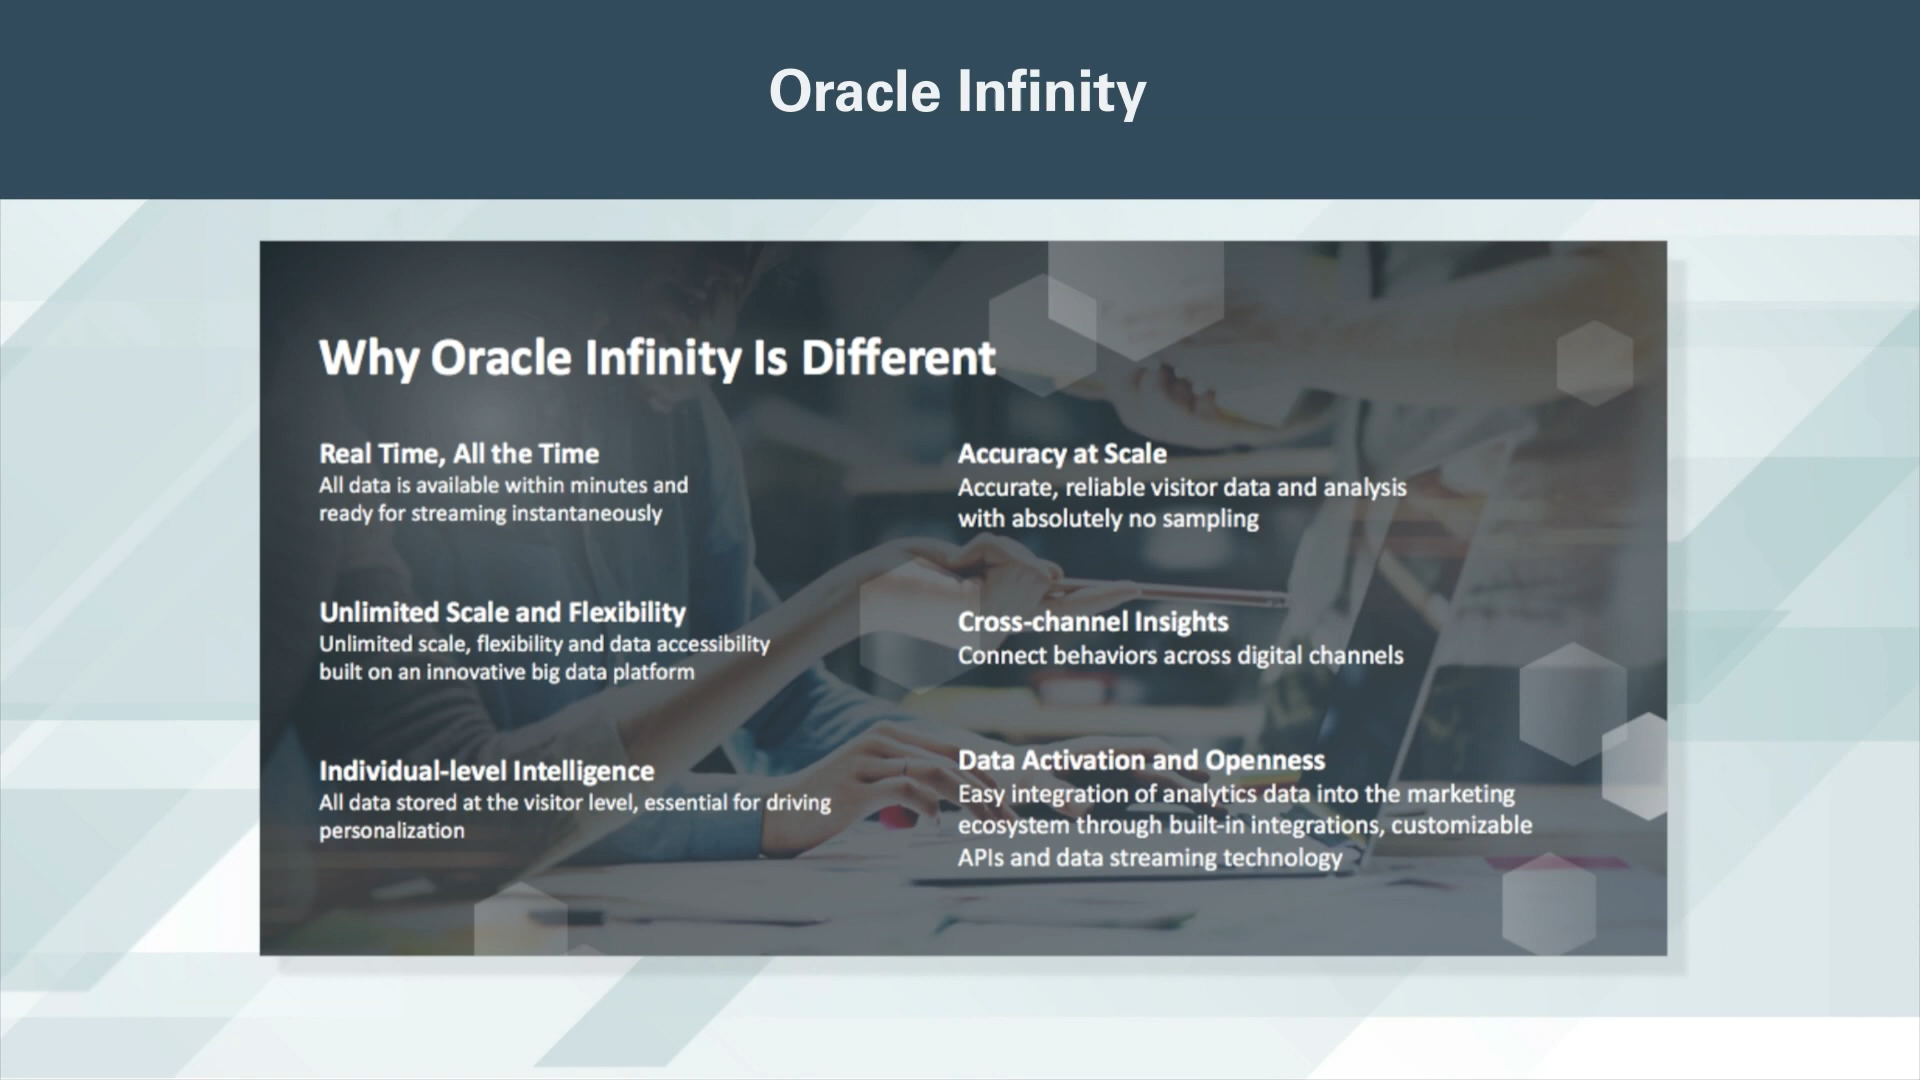 Oracle Infinity
Why Oracle Infinity Is Different
Real Time, All the Time
All data is available within minutes and
ready for streaming instantaneously
Unlimited Scale and Flexibility
Unlimited scale, flexibility and data accessibility
built on an innovative big data platform
Individual-level Intelligence
All data stored at the visitor level, essential for driving
personalization
Accuracy at Scale
Accurate, reliable visitor data and analysis
with absolutely no sampling
Cross-channel Insights
Connect behaviors across digital channels
Data Activation and Openness
Easy integration of analytics data into the marketing
ecosystem through built-in integrations, customizable
APIs and data streaming technology